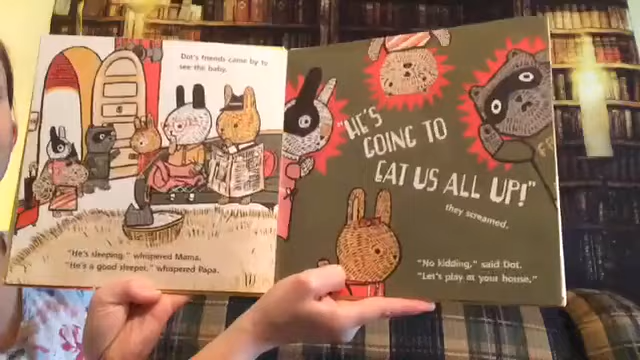 Dot's friends came by to
see the baby.
"He's sleeping," whispered Mama.
"He's a good sleeper," whispered Papa.
"HE'S
GOING TO
EAT US ALL UP!"
they screamed.
"No kidding," said Dot.
"Let's play at your house."